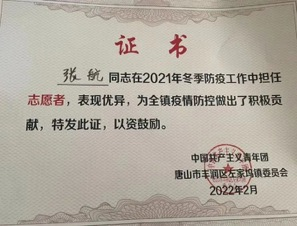 证书
张航同志在2021年冬季防疫工作中担任
志愿者，表现优异，为全镇疫情防控做出了积极贡
献，特发此证，以资鼓励。
中国共产主义青年团
唐山市丰润区左家坞镇委员会
2022年2月